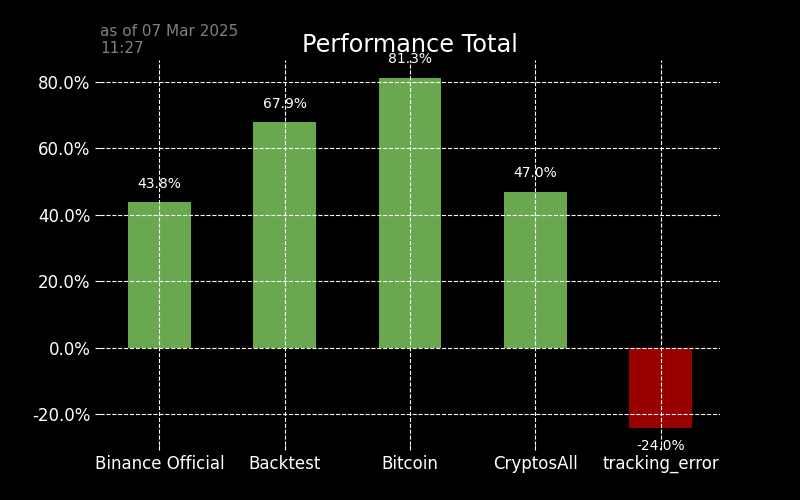 as of 07 Mar 2025
11:27
Performance Total
81.3%
80.0%
67.9%
60.0%
47.0%
43.8%
40.0%
20.0%
0.0%
-20.0%
-24.0%
Binance Official
Backtest
Bitcoin
CryptosAll
tracking_error